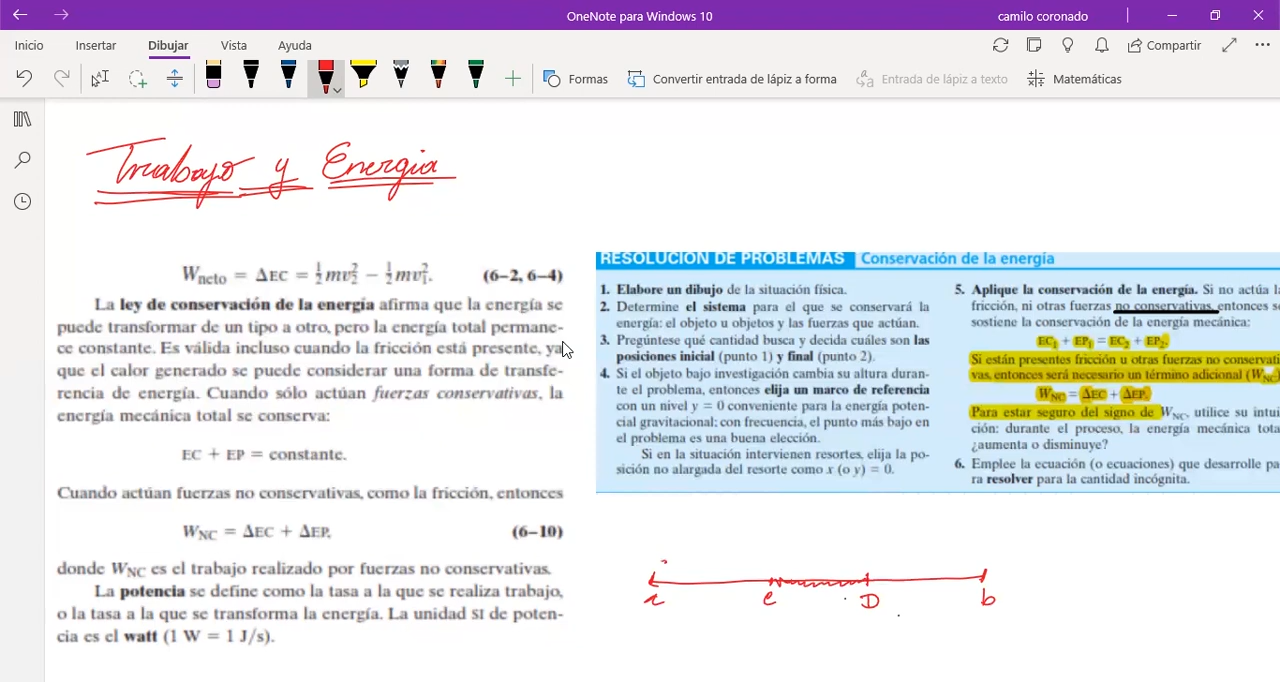 OneNote para Windows 10
camilo coronado
Inicio
Insertar
Dibujar
Vista
Ayuda
Compartir
Formas
Convertir entrada de lápiz a forma
Entrada de lápiz a texto
Matemáticas
Trabajo y Energia
Wneto = ΔEC = ½mv₂² − ½mv₁². (6–2, 6–4)
La ley de conservación de la energía afirma que la energía se
puede transformar de un tipo a otro, pero la energía total permane-
ce constante. Es válida incluso cuando la fricción está presente, ya
que el calor generado se puede considerar una forma de transfe-
rencia de energía. Cuando sólo actúan fuerzas conservativas, la
energía mecánica total se conserva:
EC + EP = constante.
Cuando actúan fuerzas no conservativas, como la fricción, entonces
WNC = ΔEC + ΔEP, (6–10)
donde WNC es el trabajo realizado por fuerzas no conservativas.
La potencia se define como la tasa a la que se realiza trabajo,
o la tasa a la que se transforma la energía. La unidad SI de poten-
cia es el watt (1 W = 1 J/s).
RESOLUCIÓN DE PROBLEMAS Conservación de la energía
1. Elabore un dibujo de la situación física.
2. Determine el sistema para el que se conservará la
energía: el objeto u objetos y las fuerzas que actúan.
3. Pregúntese qué cantidad busca y decida cuáles son las
posiciones inicial (punto 1) y final (punto 2).
4. Si el objeto bajo investigación cambia su altura duran-
te el problema, entonces elija un marco de referencia
con un nivel y = 0 conveniente para la energía poten-
cial gravitacional; con frecuencia, el punto más bajo en
el problema es una buena elección.
Si en la situación intervienen resortes, elija la po-
sición no alargada del resorte como x (o y) = 0.
5. Aplique la conservación de la energía. Si no actúa la
fricción, ni otras fuerzas no conservativas, entonces se
sostiene la conservación de la energía mecánica:
EC₁ + EP₁ = EC₂ + EP₂.
Si están presentes fricción u otras fuerzas no conservati
vas, entonces será necesario un término adicional (WNC)
WNC = ΔEC + ΔEP.
Para estar seguro del signo de WNC, utilice su intui
ción: durante el proceso, la energía mecánica tota
¿aumenta o disminuye?
6. Emplee la ecuación (o ecuaciones) que desarrolle pa
ra resolver para la cantidad incógnita.
D b